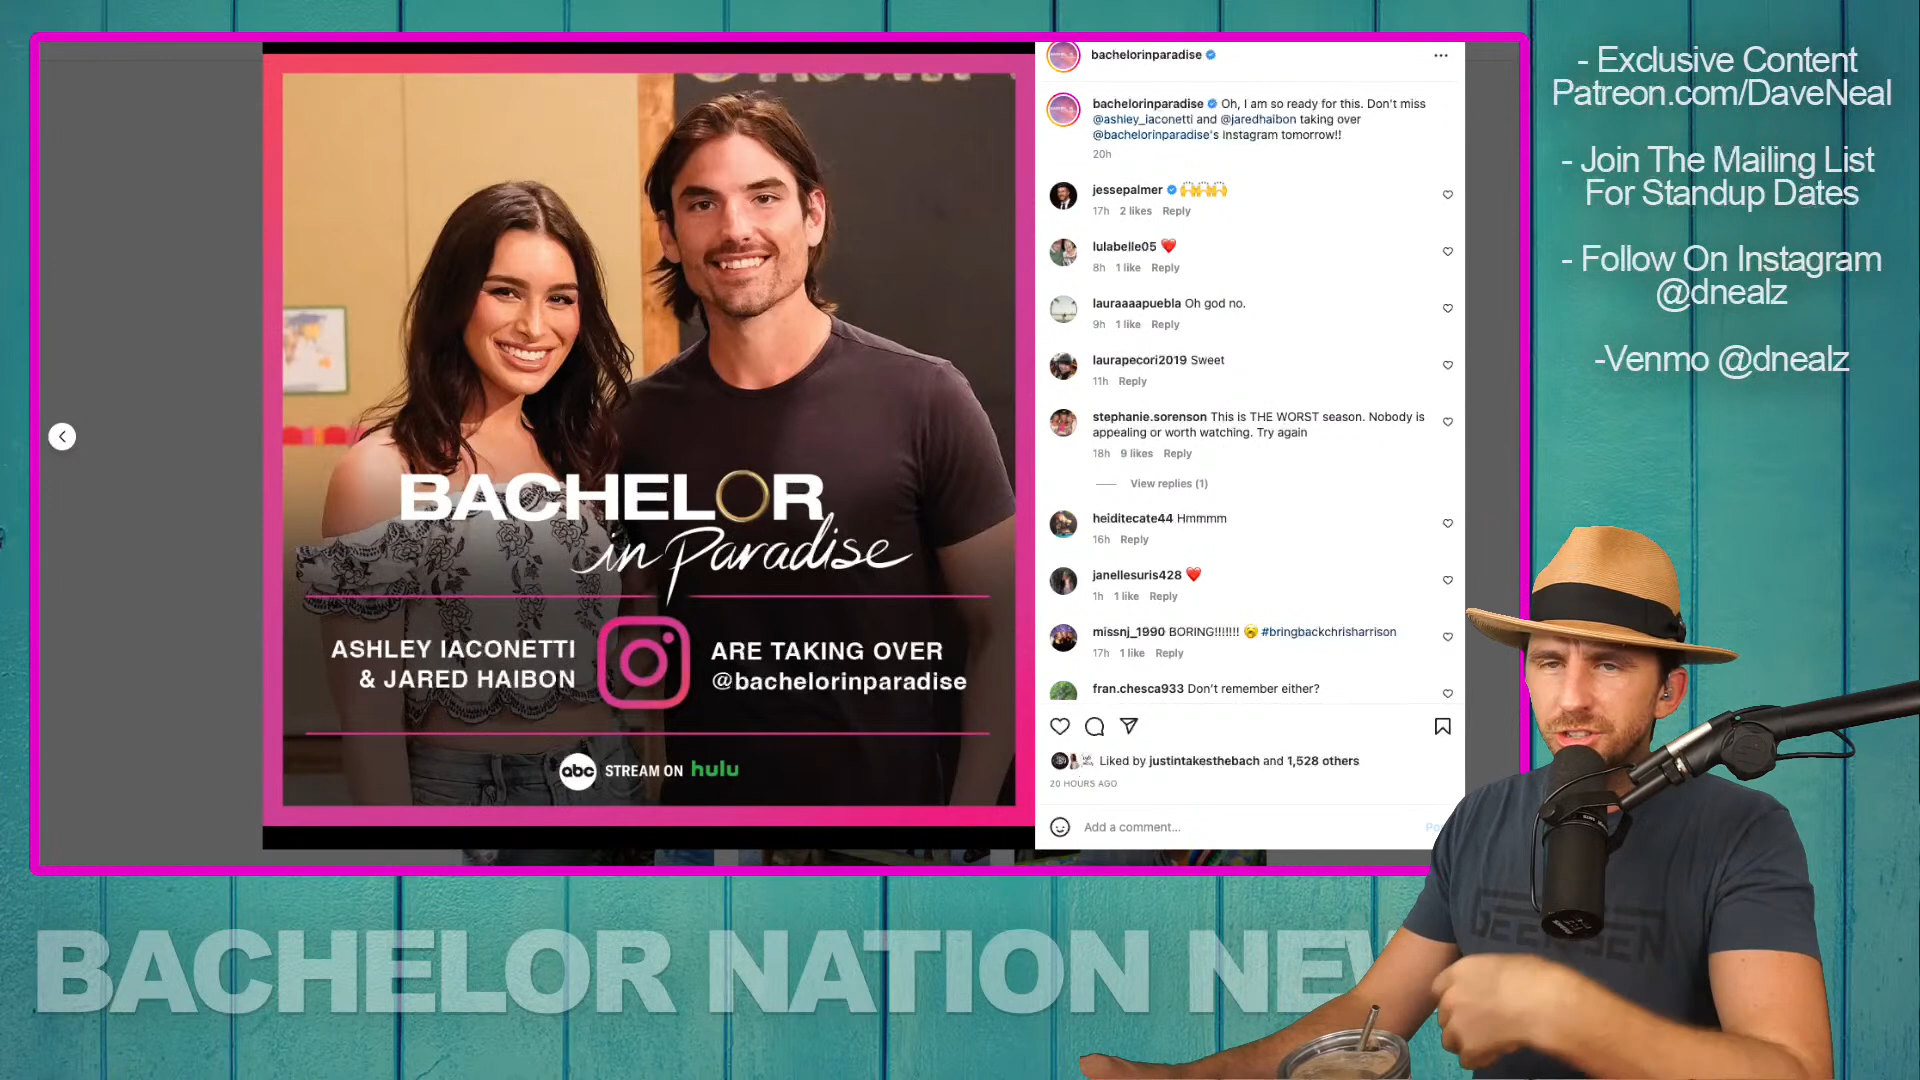 bachelorinparadise
bachelorinparadise Oh, I am so ready for this. Don't miss
@ashley_iaconetti and @jaredhaibon taking over
@bachelorinparadise's Instagram tomorrow!!
20h
jessepalmer 🙌🙌🙌
17h 2 likes Reply
lulabelle05 ❤️
8h 1 like Reply
lauraaaapuebla Oh god no.
9h 1 like Reply
laurapecori2019 Sweet
11h Reply
stephanie.sorenson This is THE WORST season. Nobody is
appealing or worth watching. Try again
18h 9 likes Reply
View replies (1)
heiditecate44 Hmmmm
16h Reply
janellesuris428 ❤️
1h 1 like Reply
missnj_1990 BORING!!!!!!! 🥱 #bringbackchrisharrison
17h 1 like Reply
fran.chesca933 Don't remember either?
Liked by justintakesthebach and 1,528 others
20 HOURS AGO
Add a comment...
BACHELOR
in Paradise
ASHLEY IACONETTI
& JARED HAIBON
ARE TAKING OVER
@bachelorinparadise
abc STREAM ON hulu
- Exclusive Content
Patreon.com/DaveNeal
- Join The Mailing List
For Standup Dates
- Follow On Instagram
@dnealz
-Venmo @dnealz
BACHELOR NATION